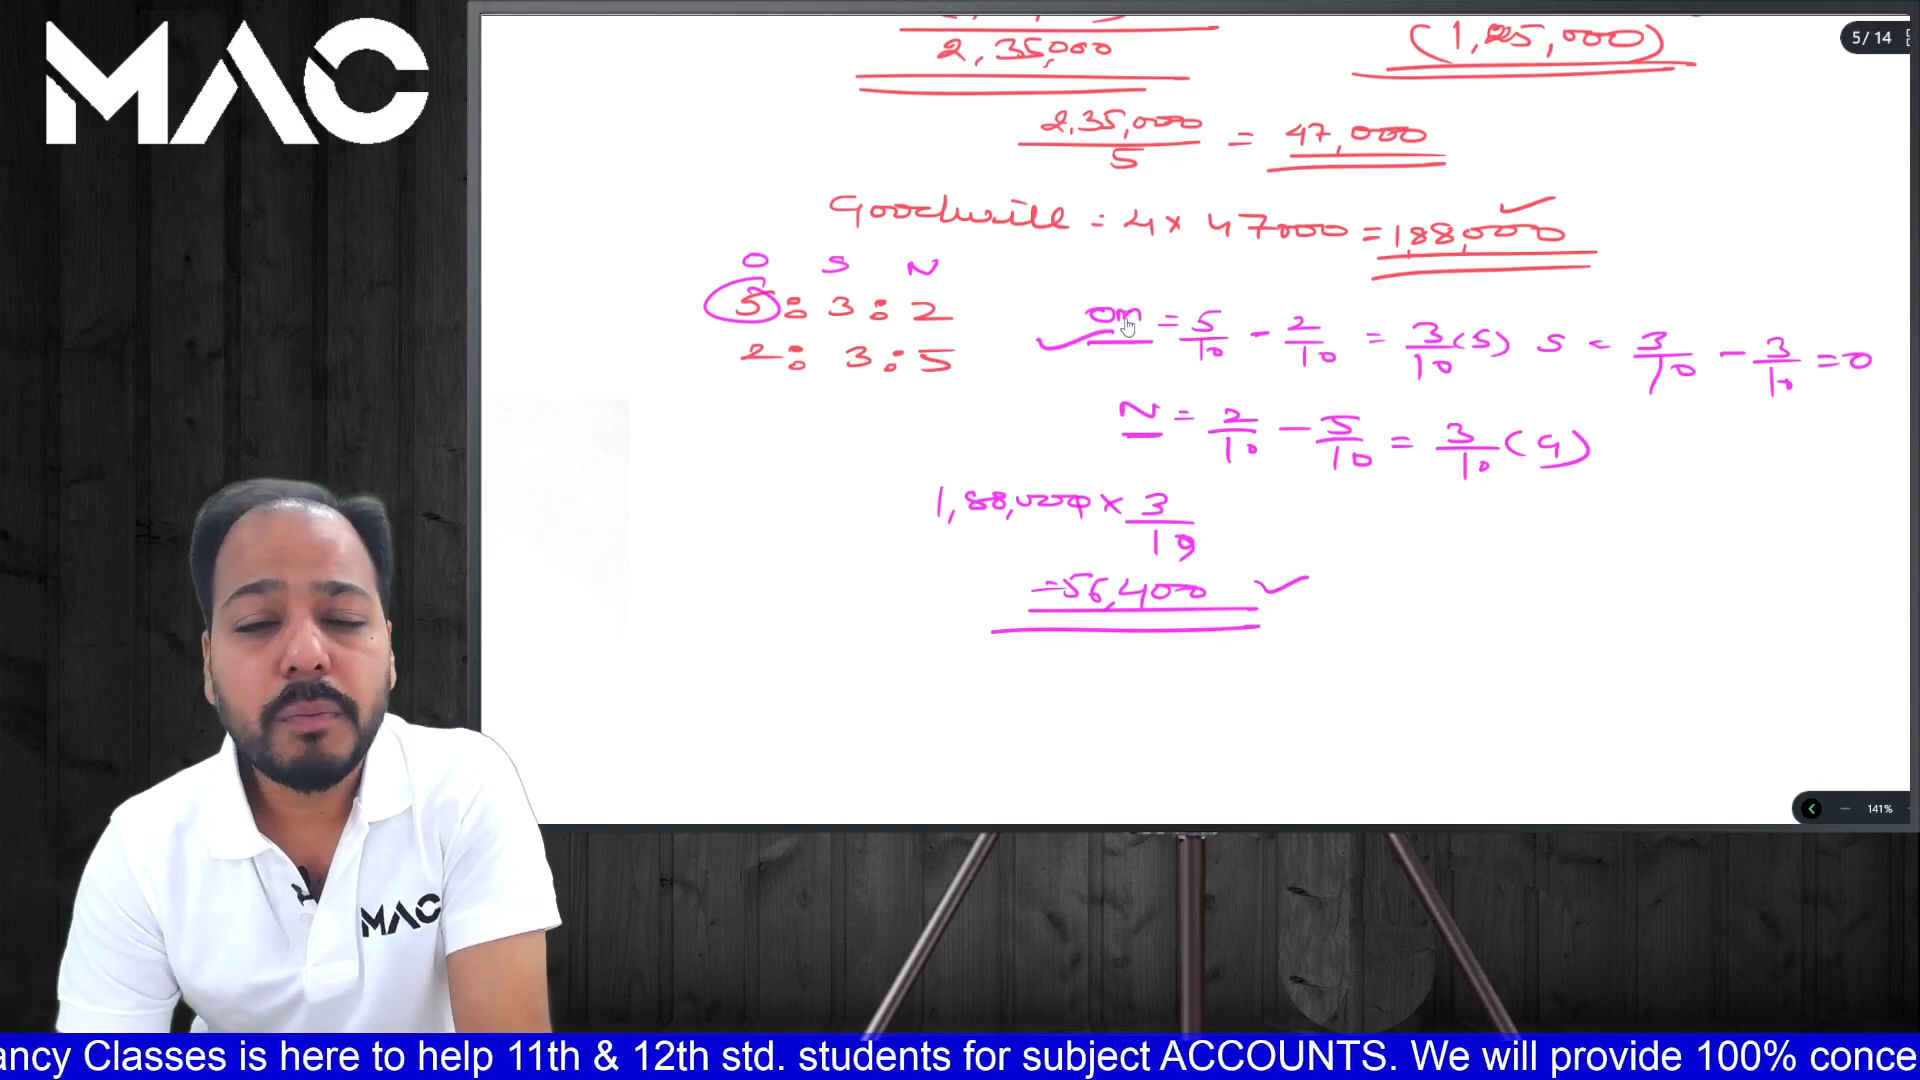 MAC
2,35,000
(1,25,000)
5/ 14
2,35,000 / 5 = 47,000
Goodwill = 4 x 47000 = 1,88,000
O S N
5 : 3 : 2
2 : 3 : 5
Om = 5/10 - 2/10 = 3/10 (S) S = 3/10 - 3/10 = 0
N = 2/10 - 5/10 = 3/10 (G)
1,88,000 x 3/10
= 56,400
141%
MAC
ancy Classes is here to help 11th & 12th std. students for subject ACCOUNTS. We will provide 100% conce